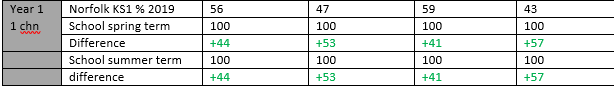 Year 1 Norfolk KS1 % 2019 56 47 59 43
1 chn School spring term 100 100 100 100
Difference +44 +53 +41 +57
School summer term 100 100 100 100
difference +44 +53 +41 +57